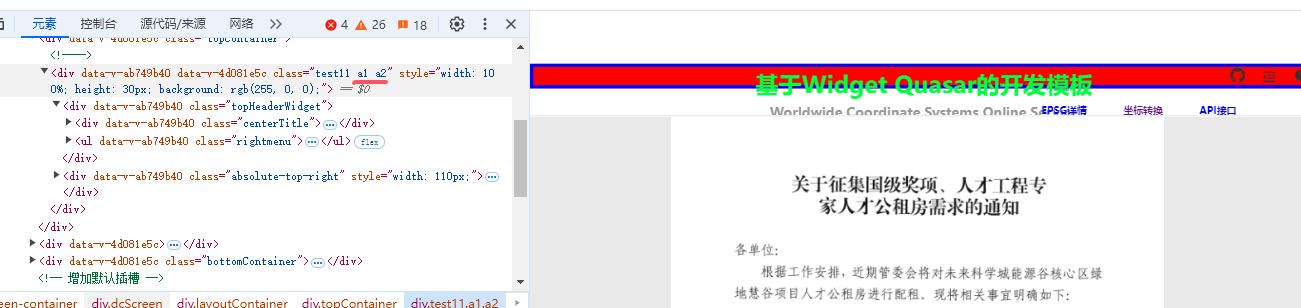 元素 控制台 源代码/来源 网络 4 26 18
<div data-v-4d081e5c class="topContainer">
<!---->
<div data-v-ab749b40 data-v-4d081e5c class="test11 a1 a2" style="width: 10
0%; height: 30px; background: rgb(255, 0, 0);"> == $0
<div data-v-ab749b40 class="topHeaderWidget">
<div data-v-ab749b40 class="centerTitle"> </div>
<ul data-v-ab749b40 class="rightmenu"> </ul> flex
</div>
<div data-v-ab749b40 class="absolute-top-right" style="width: 110px;">
</div>
</div>
</div>
<div data-v-4d081e5c> </div>
<div data-v-4d081e5c class="bottomContainer"> </div>
<!-- 增加默认插槽 -->
een-container div.dcScreen div.layoutContainer div.topContainer div.test11.a1.a2
基于Widget Quasar的开发模板
Worldwide Coordinate Systems Online Se
EPSG详情 坐标转换 API接口
关于征集国级奖项、人才工程专
家人才公租房需求的通知
各单位:
根据工作安排，近期管委会将对未来科学城能源谷核心区绿
地慧谷项目人才公租房进行配租。现将相关事宜明确如下: